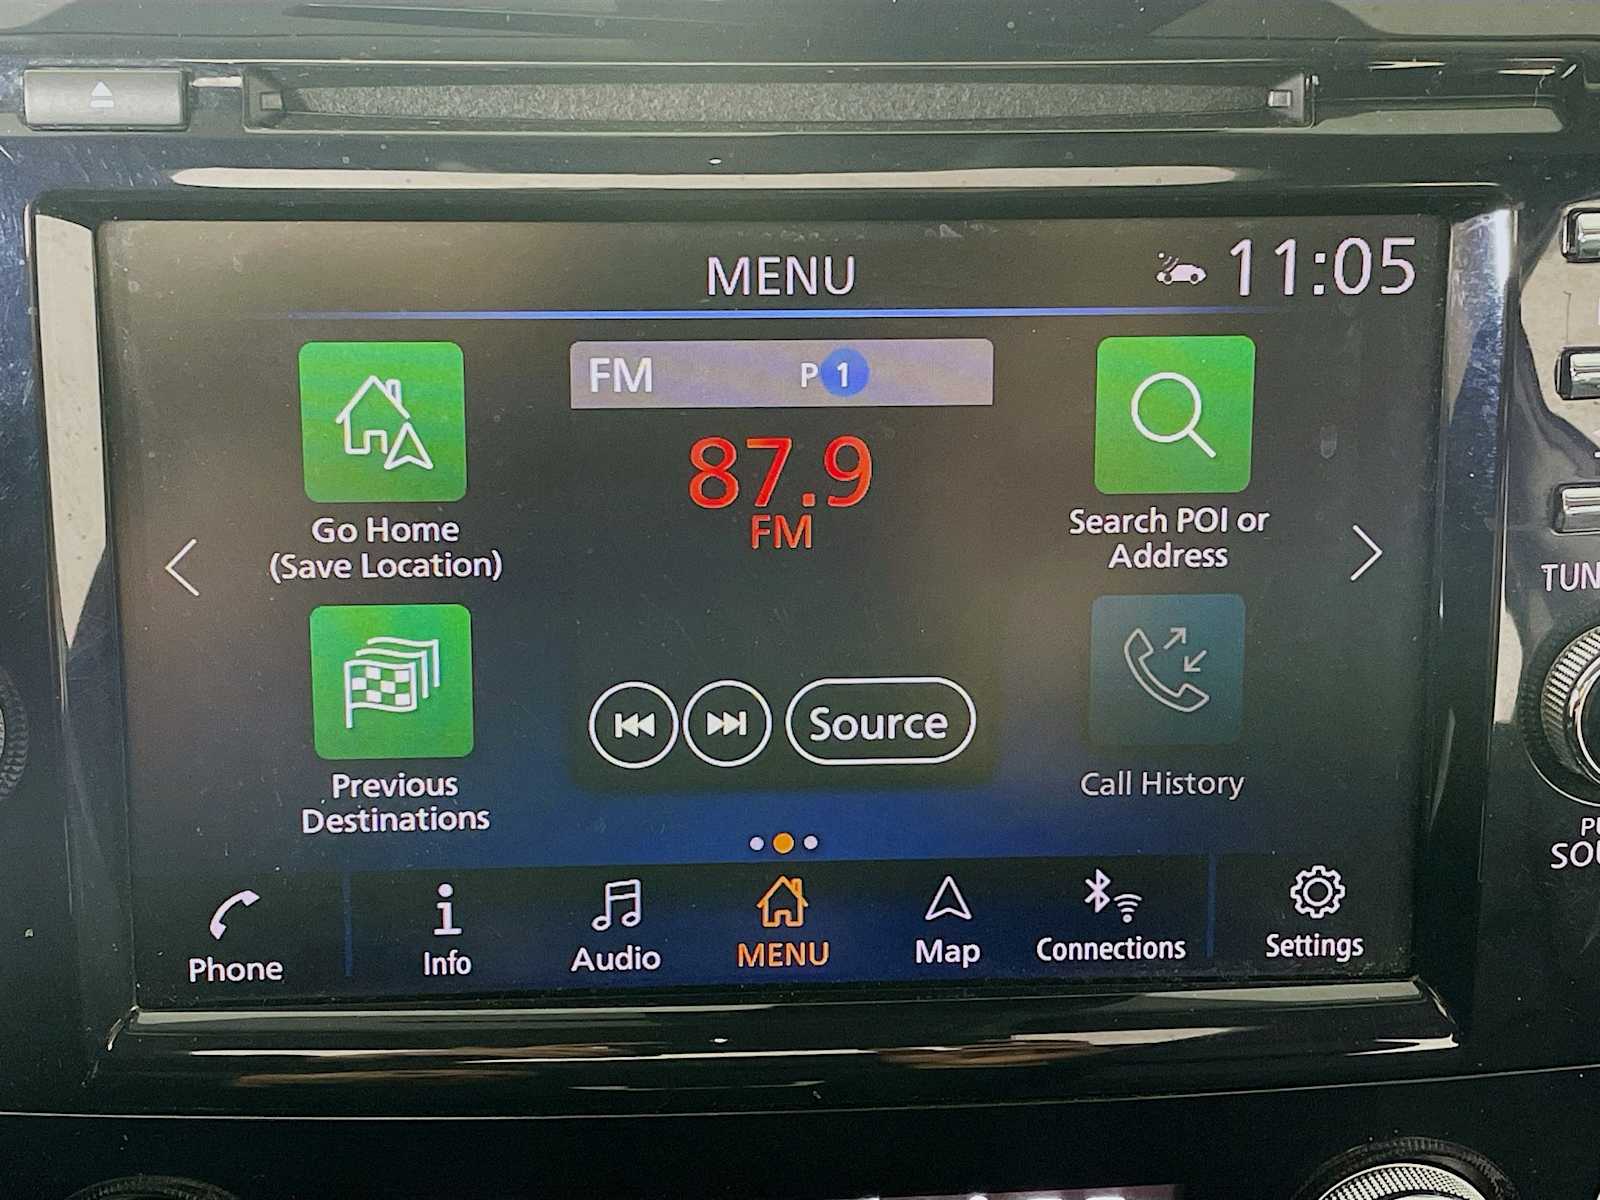 MENU
11:05
FM P 1
87.9
FM
Go Home
(Save Location)
Search POI or
Address
Previous
Destinations
Source
Call History
Phone
Info
Audio
MENU
Map
Connections
Settings